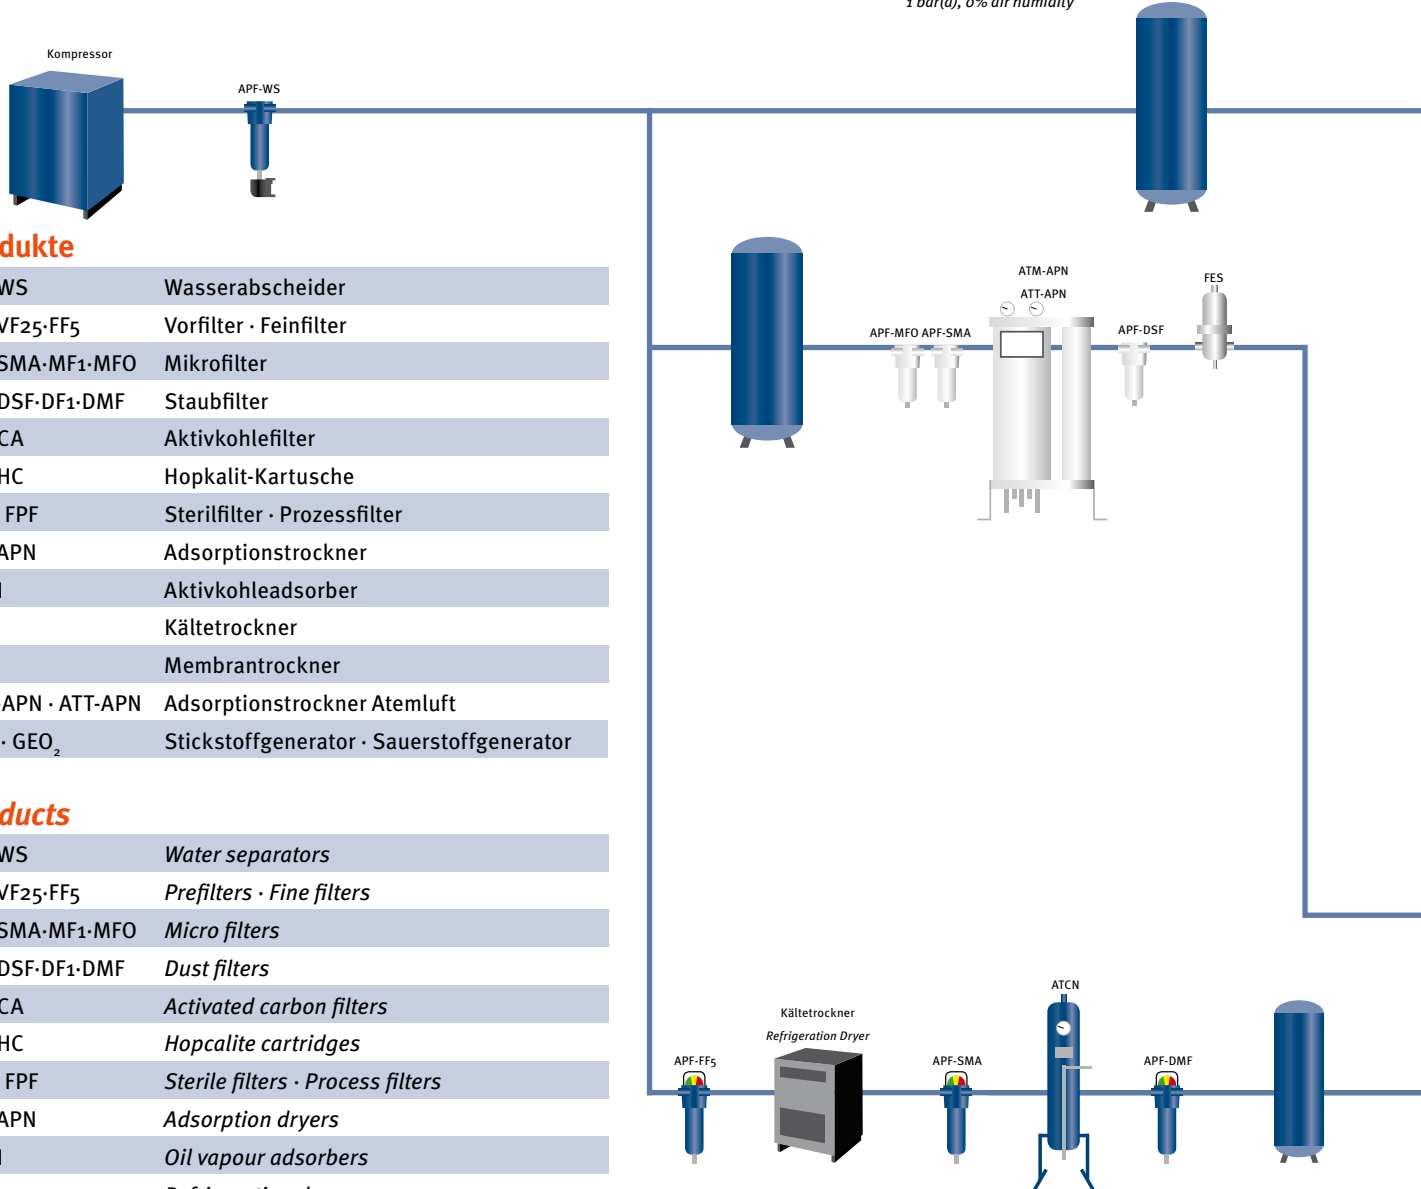 1 bar(a), 0% air humidity
Kompressor
APF-WS
dukte
WS Wasserabscheider
VF25·FF5 Vorfilter · Feinfilter
SMA·MF1·MFO Mikrofilter
DSF·DF1·DMF Staubfilter
CA Aktivkohlefilter
HC Hopkalit-Kartusche
FPF Sterilfilter · Prozessfilter
APN Adsorptionstrockner
Aktivkohleadsorber
Kältetrockner
Membrantrockner
APN · ATT-APN Adsorptionstrockner Atemluft
· GEO₂ Stickstoffgenerator · Sauerstoffgenerator
ATM-APN
ATT-APN
FES
APF-MFO APF-SMA
APF-DSF
ducts
WS Water separators
VF25·FF5 Prefilters · Fine filters
SMA·MF1·MFO Micro filters
DSF·DF1·DMF Dust filters
CA Activated carbon filters
HC Hopcalite cartridges
FPF Sterile filters · Process filters
APN Adsorption dryers
Oil vapour adsorbers
ATCN
Kältetrockner
Refrigeration Dryer
APF-FF5
APF-SMA
APF-DMF